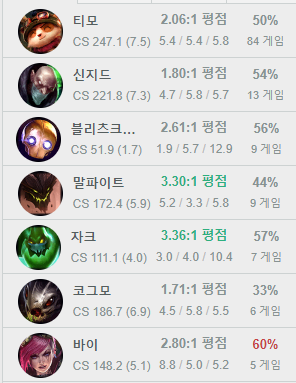 티모 2.06:1 평점 50%
CS 247.1 (7.5) 5.4 / 5.4 / 5.8 84 게임
신지드 1.80:1 평점 54%
CS 221.8 (7.3) 4.7 / 5.8 / 5.7 13 게임
블리츠크... 2.61:1 평점 56%
CS 51.9 (1.7) 1.9 / 5.7 / 12.9 9 게임
말파이트 3.30:1 평점 44%
CS 172.4 (5.9) 5.2 / 3.3 / 5.8 9 게임
자크 3.36:1 평점 57%
CS 111.1 (4.0) 3.0 / 4.0 / 10.4 7 게임
코그모 1.71:1 평점 33%
CS 186.7 (6.9) 4.5 / 5.8 / 5.5 6 게임
바이 2.80:1 평점 60%
CS 148.2 (5.1) 8.8 / 5.0 / 5.2 5 게임